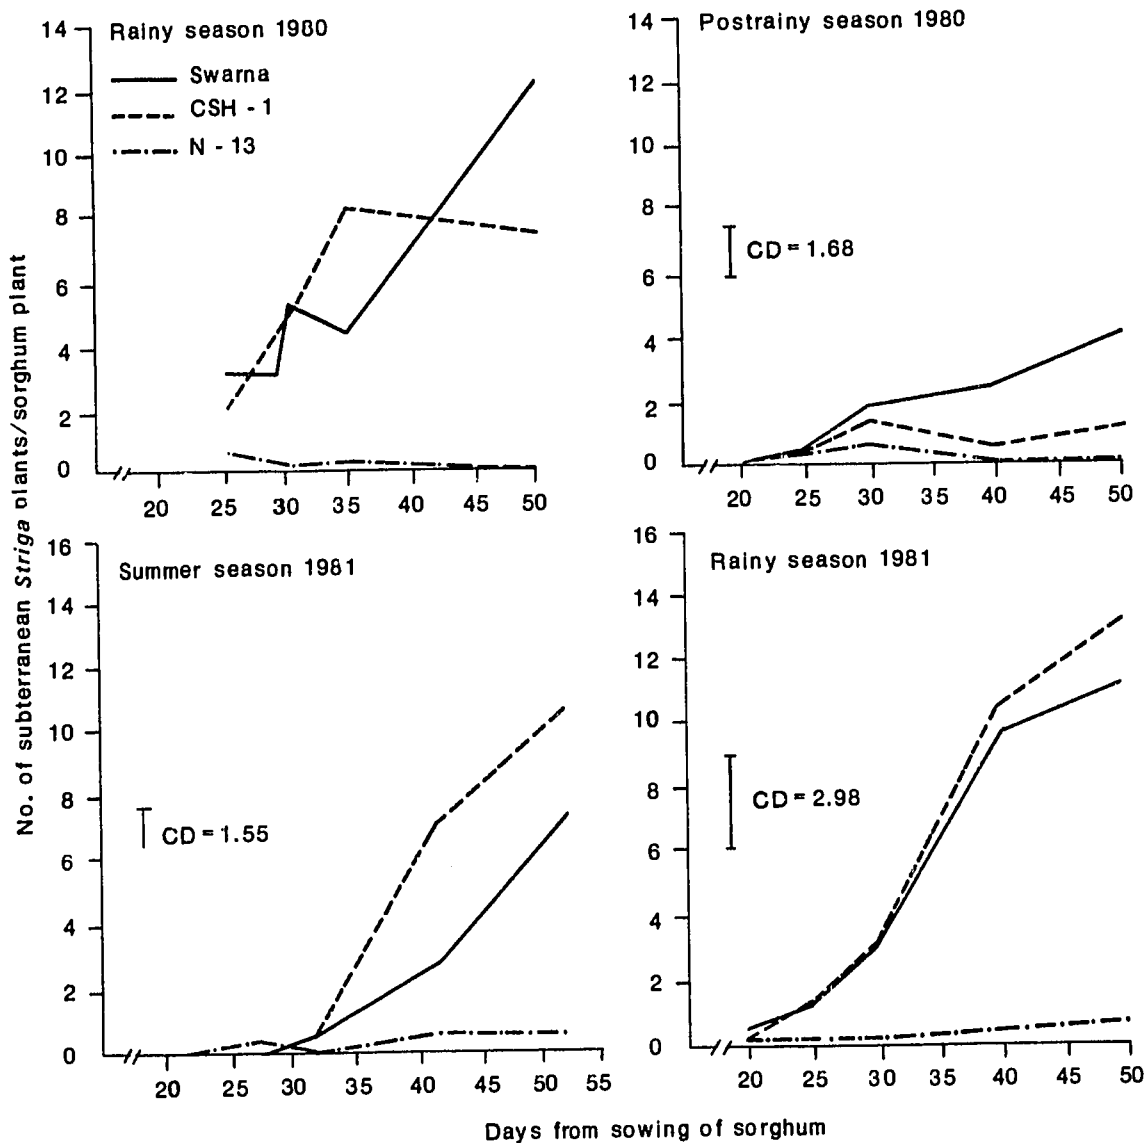 Rainy season 1980
Swarna
CSH - 1
N - 13
14
12
10
8
6
4
2
0
20 25 30 35 40 45 50
Postrainy season 1980
CD = 1.68
14
12
10
8
6
4
2
0
20 25 30 35 40 45 50
Summer season 1981
CD = 1.55
16
14
12
10
8
6
4
2
0
20 25 30 35 40 45 50 55
Rainy season 1981
CD = 2.98
16
14
12
10
8
6
4
2
0
20 25 30 35 40 45 50
No. of subterranean Striga plants/sorghum plant
Days from sowing of sorghum